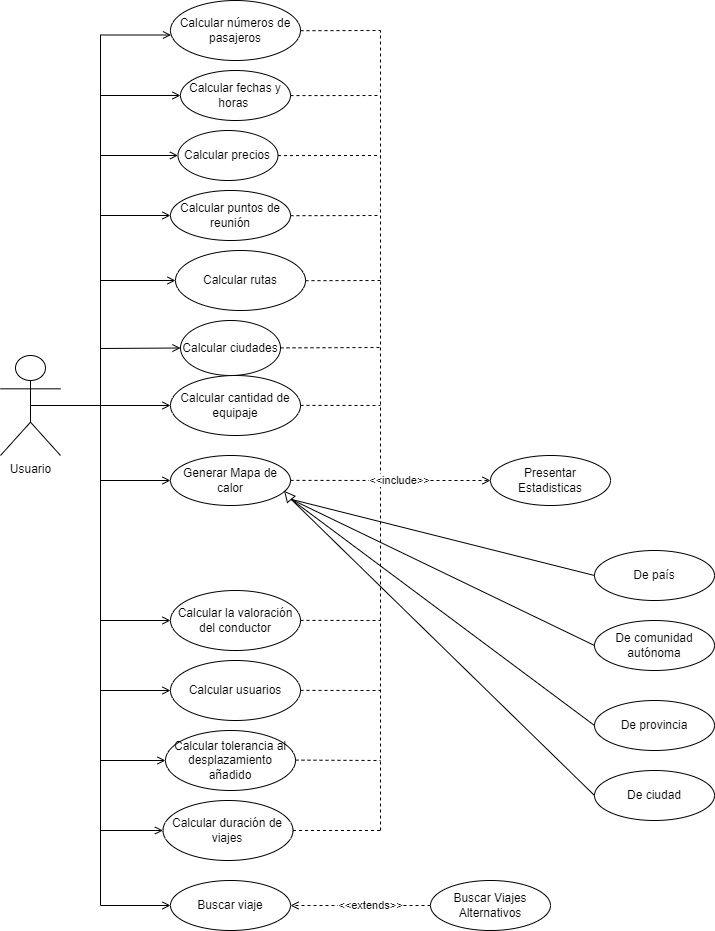 Calcular números de
pasajeros
Calcular fechas y
horas
Calcular precios
Calcular puntos de
reunión
Calcular rutas
Calcular ciudades
Calcular cantidad de
equipaje
Usuario
Generar Mapa de
calor
<<include>>
Presentar
Estadisticas
De país
De comunidad
autónoma
De provincia
De ciudad
Calcular la valoración
del conductor
Calcular usuarios
Calcular tolerancia al
desplazamiento
añadido
Calcular duración de
viajes
Buscar viaje
<<extends>>
Buscar Viajes
Alternativos